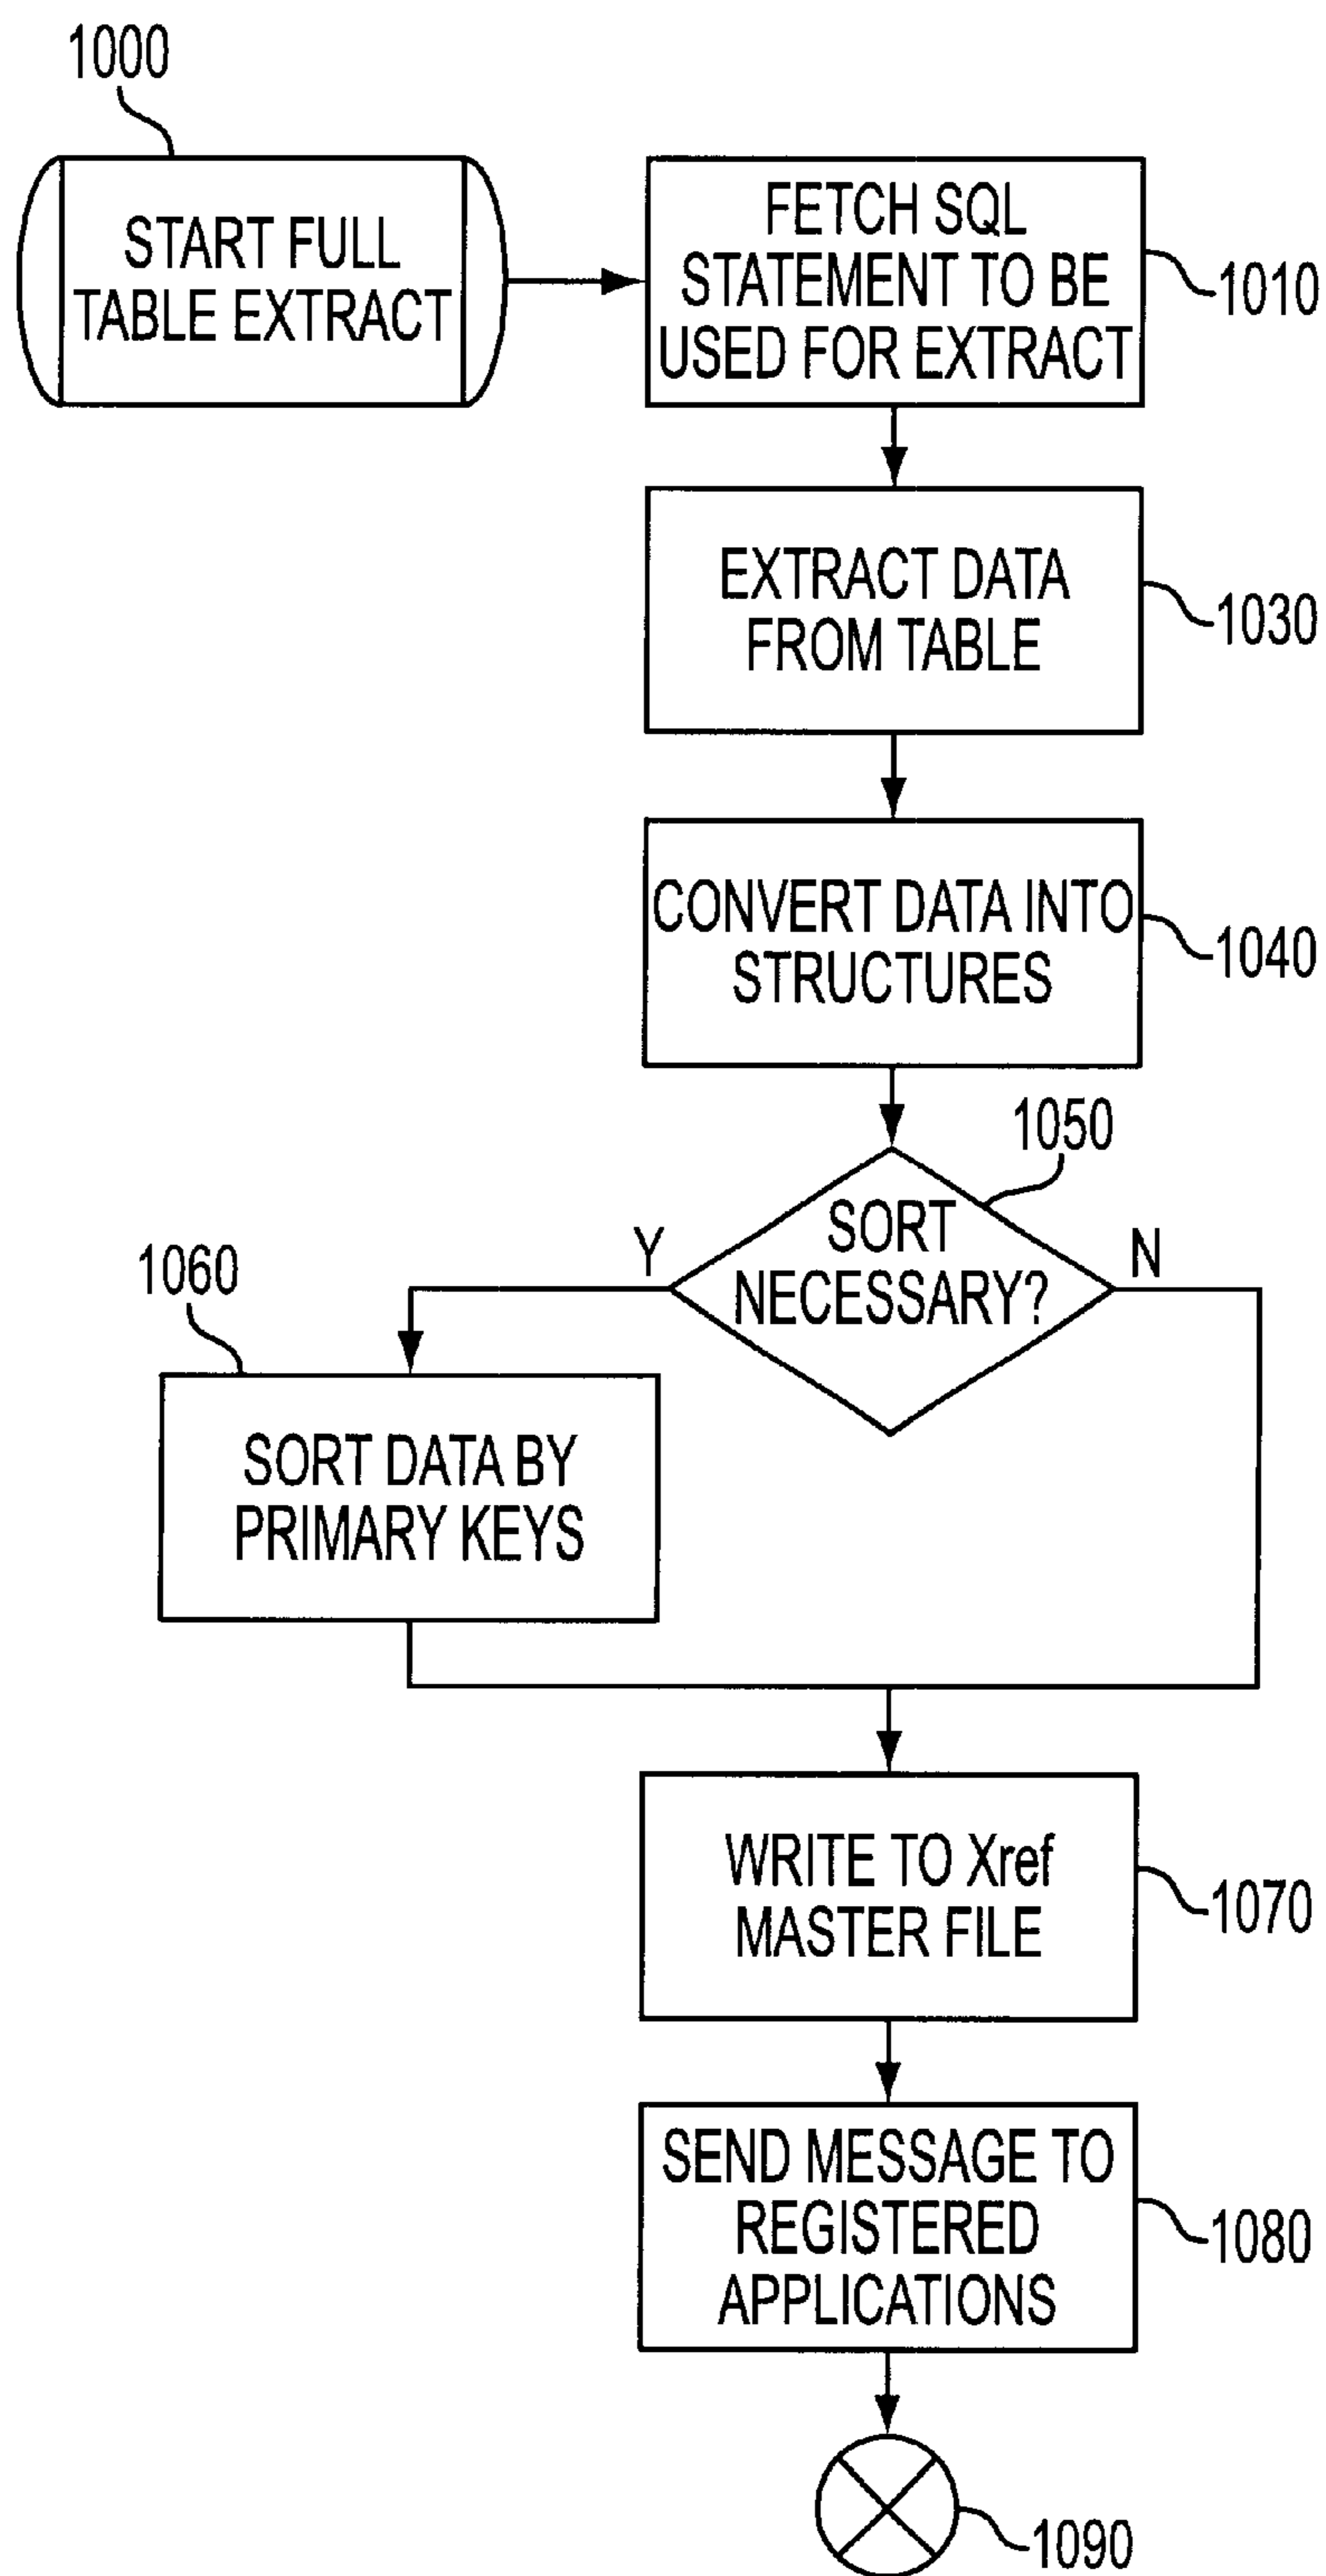 1000
START FULL
TABLE EXTRACT
FETCH SQL
STATEMENT TO BE
USED FOR EXTRACT
1010
EXTRACT DATA
FROM TABLE
1030
CONVERT DATA INTO
STRUCTURES
1040
1050
SORT
NECESSARY?
Y
N
1060
SORT DATA BY
PRIMARY KEYS
WRITE TO Xref
MASTER FILE
1070
SEND MESSAGE TO
REGISTERED
APPLICATIONS
1080
1090